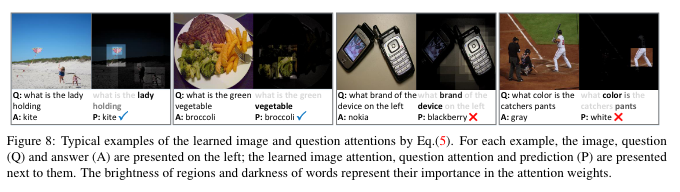 Q: what is the lady holding
A: kite
what is the lady holding
P: kite
Q: what is the green vegetable
A: broccoli
what is the green vegetable
P: broccoli
Q: what brand of the device on the left
A: nokia
what brand of the device on the left
P: blackberry
Q: what color is the catchers pants
A: gray
what color is the catchers pants
P: white
Figure 8: Typical examples of the learned image and question attentions by Eq.(5). For each example, the image, question
(Q) and answer (A) are presented on the left; the learned image attention, question attention and prediction (P) are presented
next to them. The brightness of regions and darkness of words represent their importance in the attention weights.